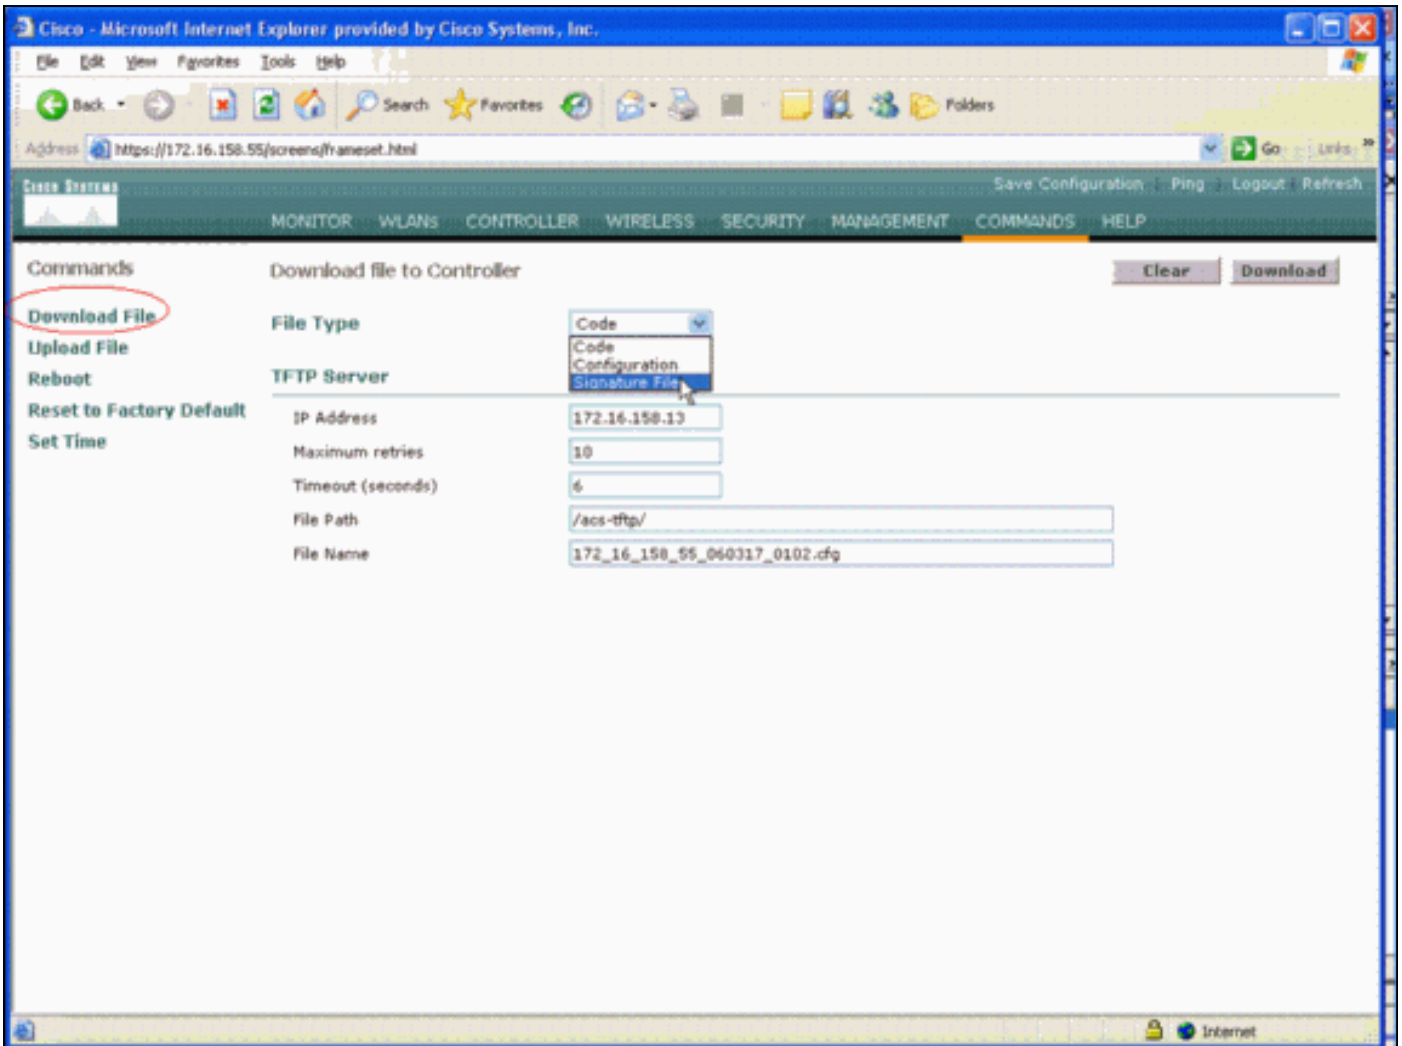 Cisco - Microsoft Internet Explorer provided by Cisco Systems, Inc.
File Edit View Favorites Tools Help
Back Search Favorites Folders
Address https://172.16.158.55/screens/frameset.html Go Links
CISCO SYSTEMS
Save Configuration Ping Logout Refresh
MONITOR WLANs CONTROLLER WIRELESS SECURITY MANAGEMENT COMMANDS HELP
Commands
Download File
Upload File
Reboot
Reset to Factory Default
Set Time
Download file to Controller Clear Download
File Type Code
Code
Configuration
Signature File
TFTP Server
IP Address 172.16.158.13
Maximum retries 10
Timeout (seconds) 6
File Path /acs-tftp/
File Name 172_16_158_55_060317_0102.cfg
Internet